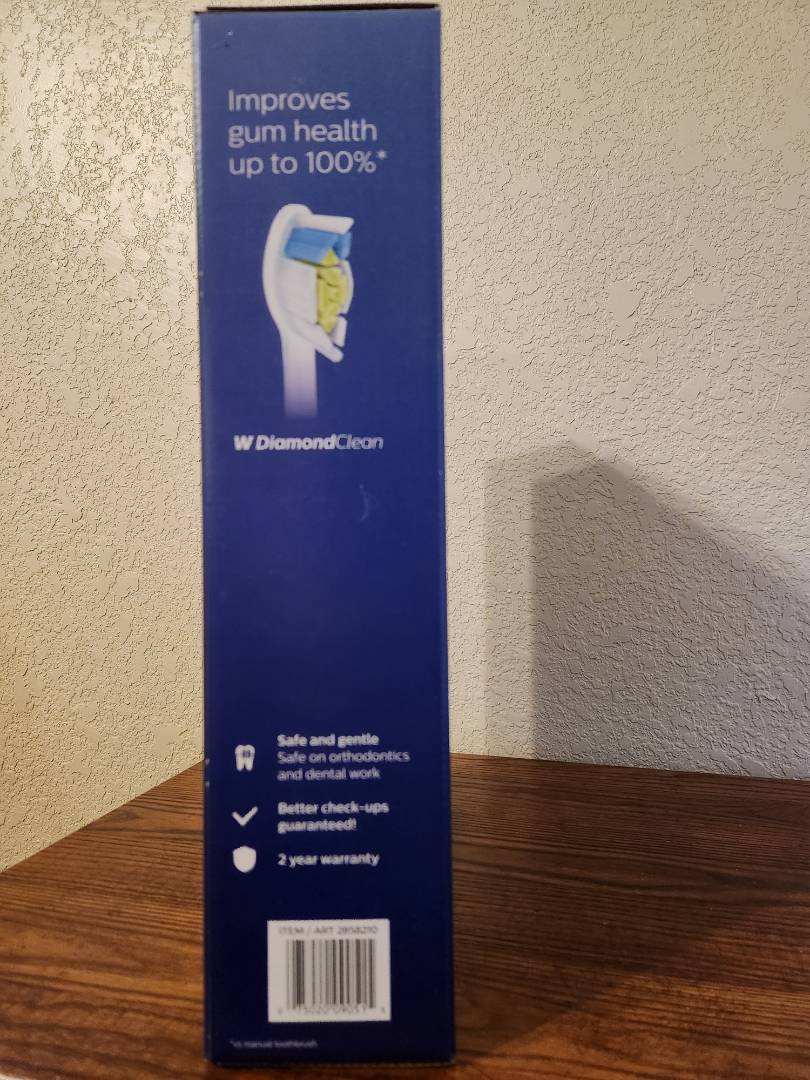 Improves
gum health
up to 100%*
W DiamondClean
Safe and gentle
Safe on orthodontics
and dental work
Better check-ups
guaranteed!
2 year warranty
ITEM / ART 2858210
*vs manual toothbrush